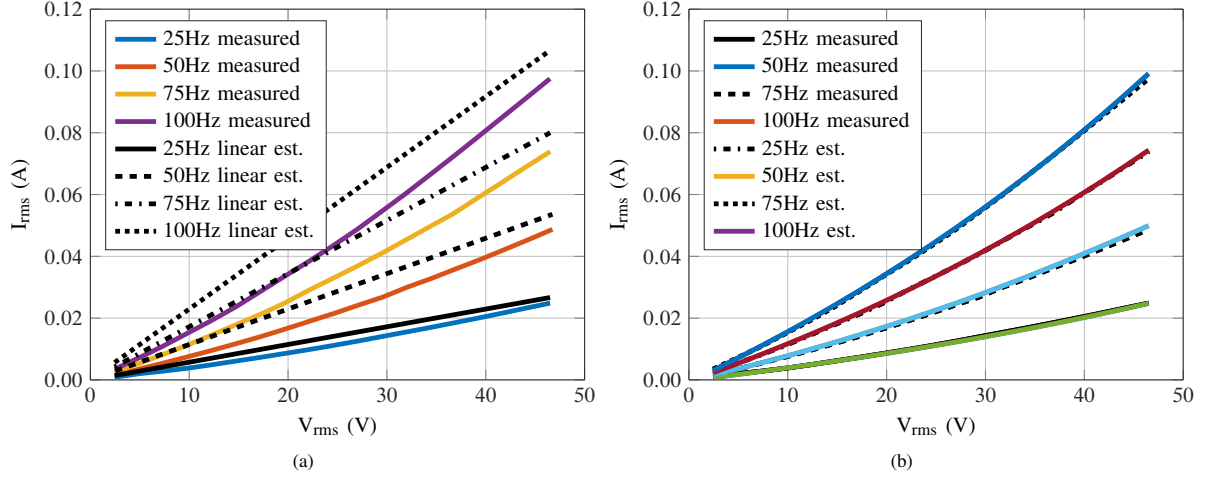 0.12
0.10
0.08
0.06
0.04
0.02
0.00
I_rms (A)
25Hz measured
50Hz measured
75Hz measured
100Hz measured
25Hz linear est.
50Hz linear est.
75Hz linear est.
100Hz linear est.
0 10 20 30 40 50
V_rms (V)
(a)
0.12
0.10
0.08
0.06
0.04
0.02
0.00
I_rms (A)
25Hz measured
50Hz measured
75Hz measured
100Hz measured
25Hz est.
50Hz est.
75Hz est.
100Hz est.
0 10 20 30 40 50
V_rms (V)
(b)